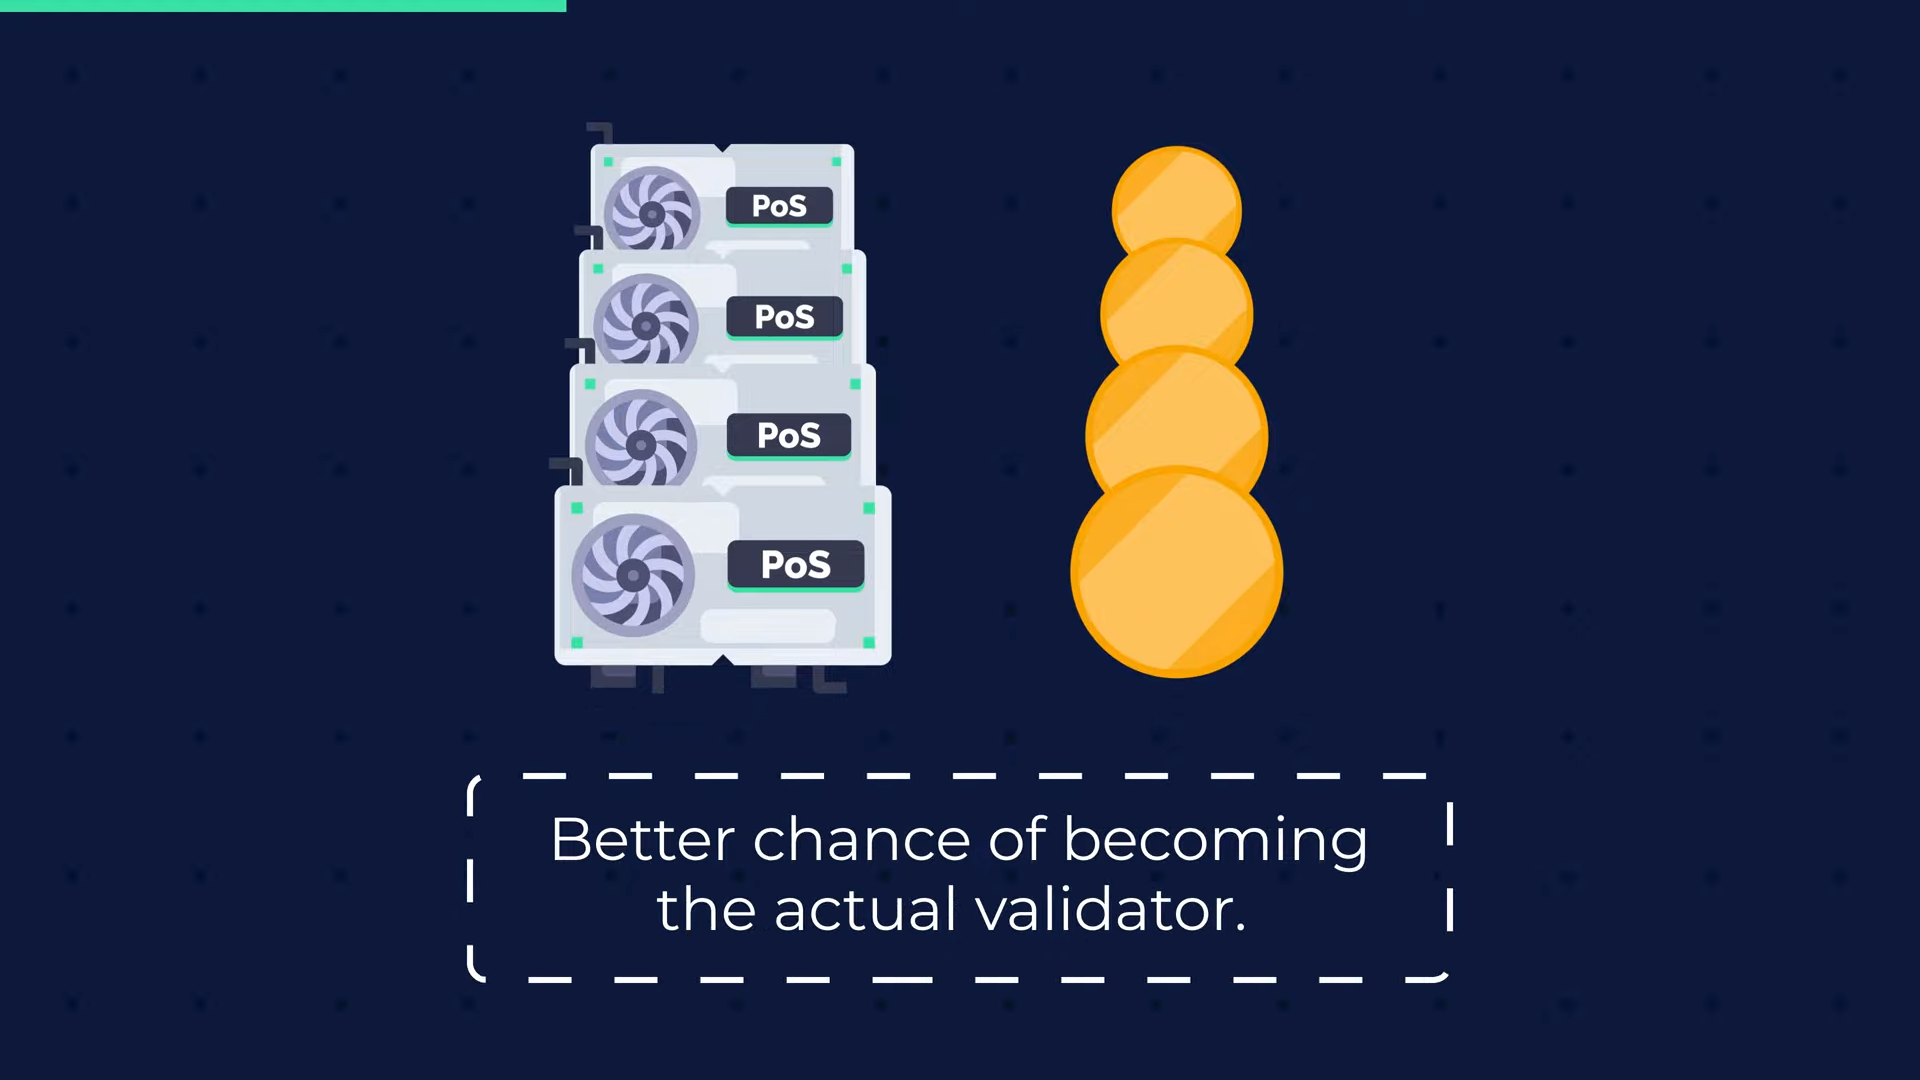 PoS
PoS
PoS
PoS
Better chance of becoming
the actual validator.